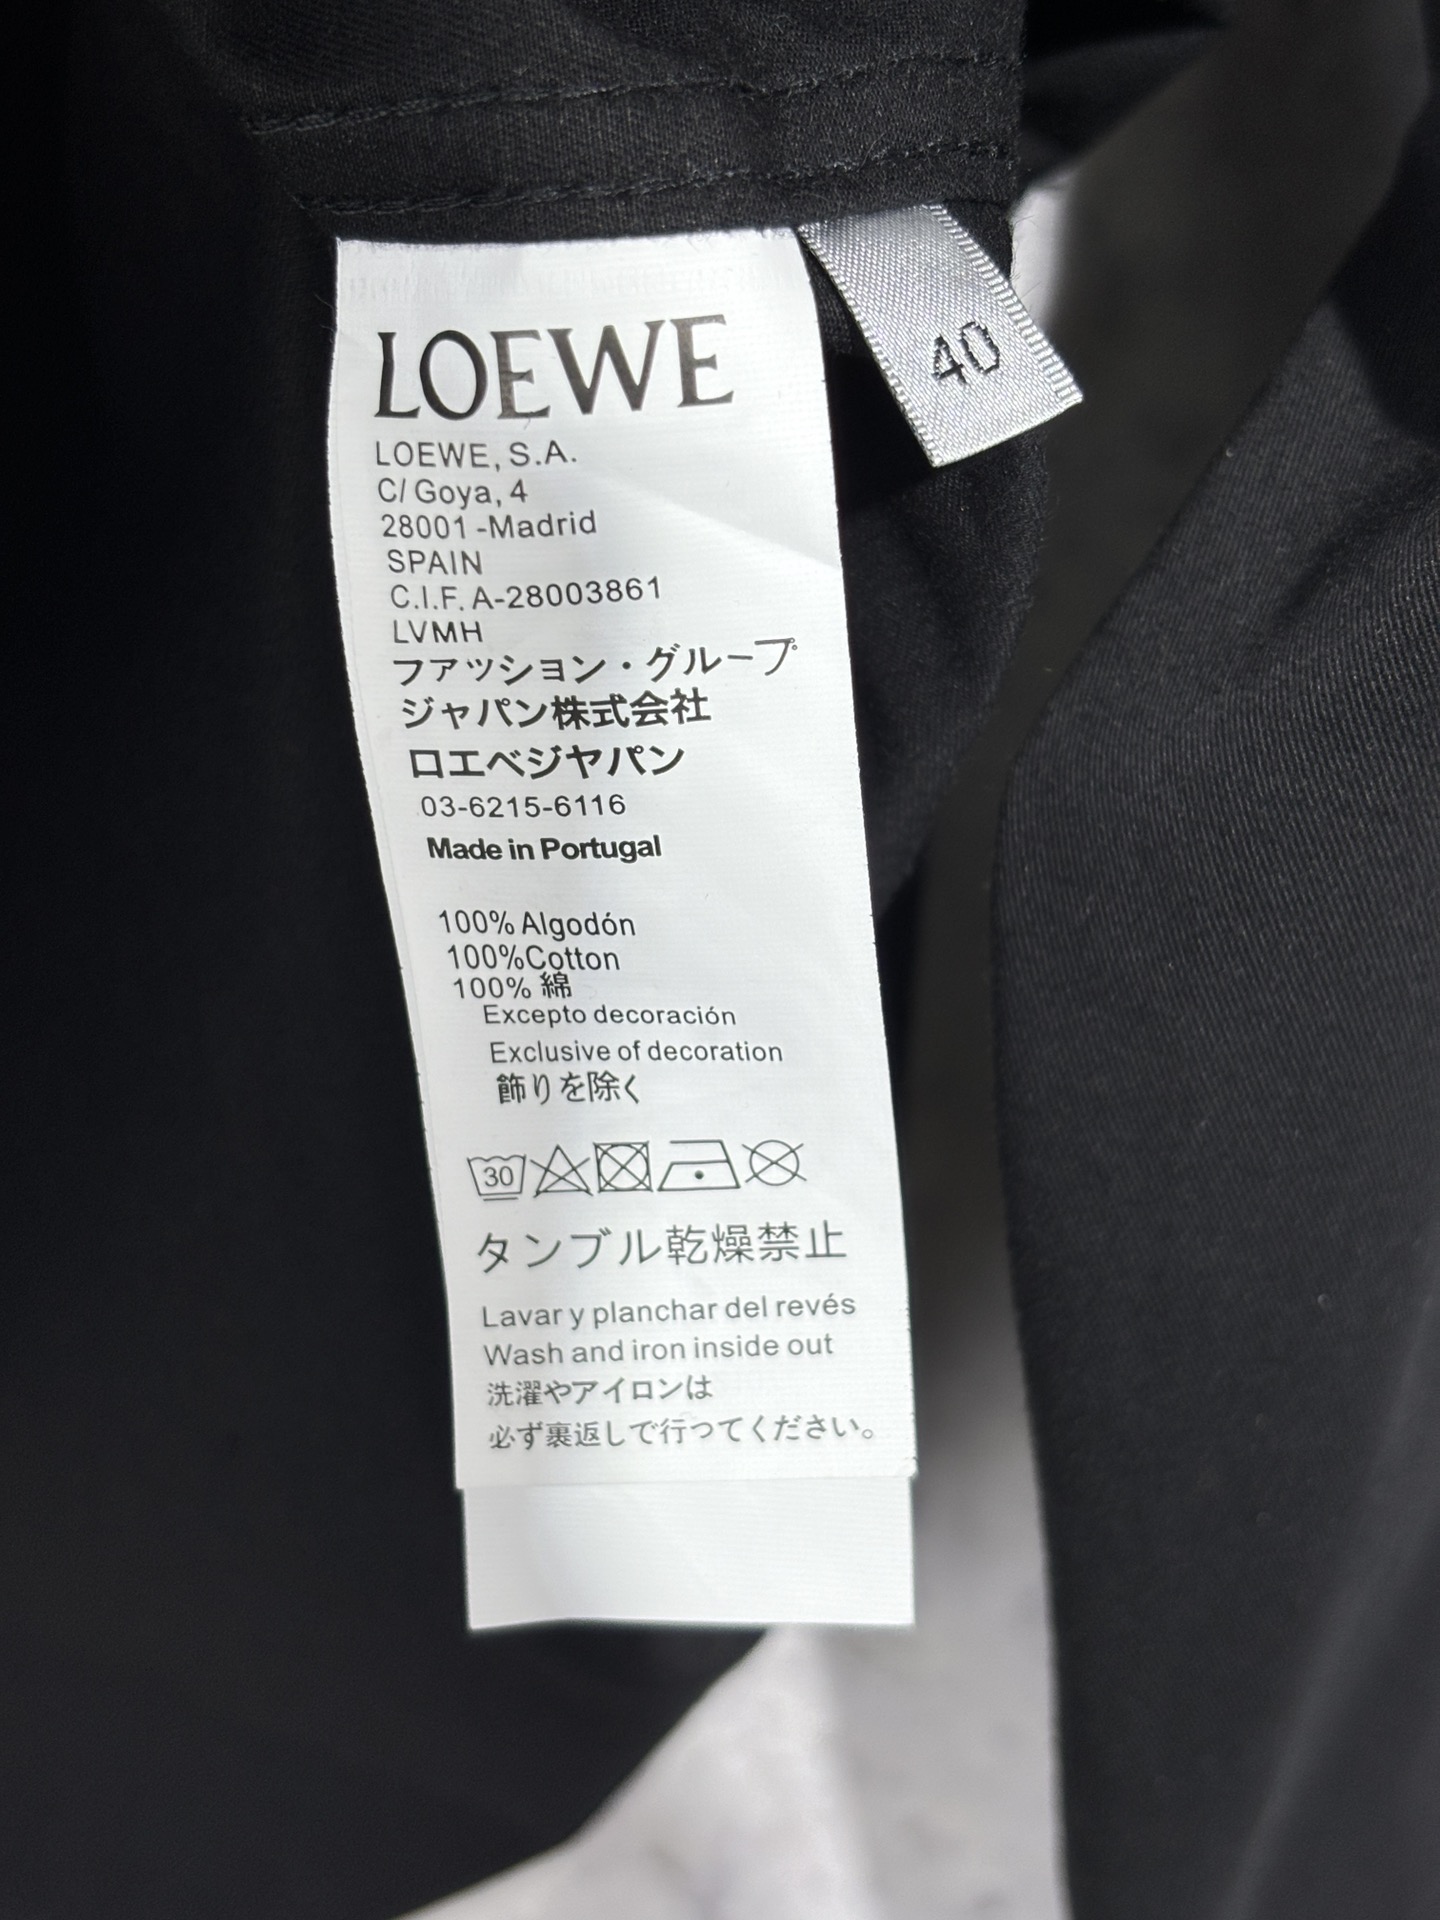 LOEWE
40
LOEWE, S.A.
C/ Goya, 4
28001 -Madrid
SPAIN
C.I.F. A-28003861
LVMH
ファッション・グループ
ジャパン株式会社
ロエベジヤパン
03-6215-6116
Made in Portugal
100% Algodón
100%Cotton
100% 綿
Excepto decoración
Exclusive of decoration
飾りを除く
30
タンブル乾燥禁止
Lavar y planchar del revés
Wash and iron inside out
洗濯やアイロンは
必ず裏返しで行ってください。